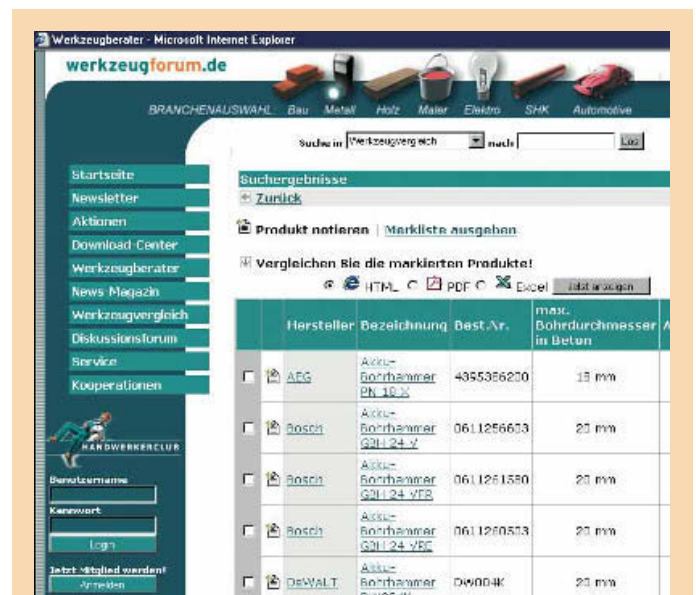 Werkzeugberater - Microsoft Internet Explorer
werkzeugforum.de
BRANCHENAUSWAHL: Bau Metall Holz Maler Elektro SHK Automotive
Suche in Werkzeugvergleich nach Los
Startseite
Newsletter
Aktionen
Download-Center
Werkzeugberater
News-Magazin
Werkzeugvergleich
Diskussionsforum
Service
Kooperationen
HANDWERKERCLUB
Benutzername
Kennwort
Login
Jetzt Mitglied werden!
Anmelden
Suchergebnisse
Zurück
Produkt notieren | Merkliste ausgeben
Vergleichen Sie die markierten Produkte!
HTML PDF Excel Jetzt anzeigen
Hersteller Bezeichnung Best.Nr. max. Bohrdurchmesser in Beton A
AEG Akku-Bohrhammer 4935386200
Bosch Akku-Bohrhammer GBH 24 V 0611256603 20 mm
Bosch Akku-Bohrhammer GBH 24 VFR 20 mm
Bosch Akku-Bohrhammer GBH 24 VRE 0611260503 20 mm
DeWALT Akku-Bohrhammer DW004K 20 mm